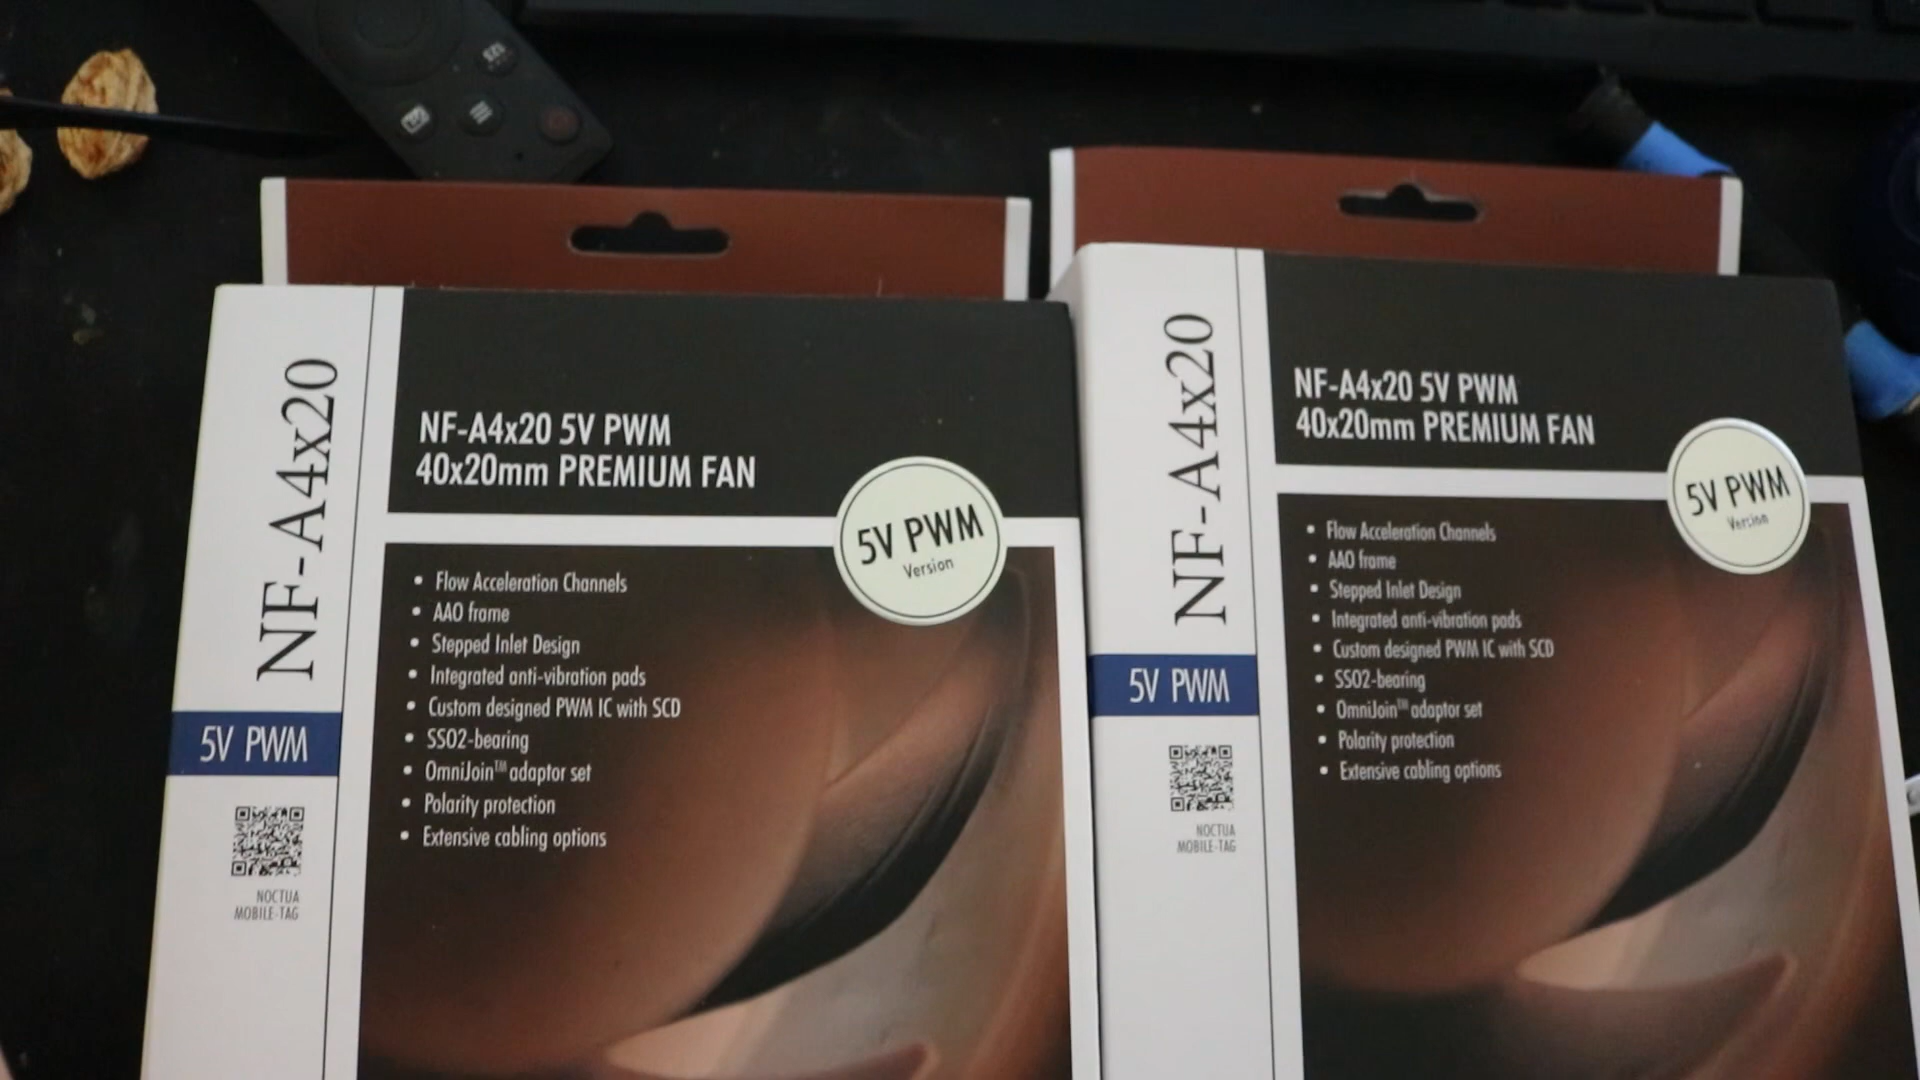 NF-A4x20
5V PWM
NOCTUA
MOBILE-TAG
NF-A4x20 5V PWM
40x20mm PREMIUM FAN
5V PWM
Version
• Flow Acceleration Channels
• AAO frame
• Stepped Inlet Design
• Integrated anti-vibration pads
• Custom designed PWM IC with SCD
• SSO2-bearing
• OmniJoin™ adaptor set
• Polarity protection
• Extensive cabling options
NF-A4x20
5V PWM
NOCTUA
MOBILE-TAG
NF-A4x20 5V PWM
40x20mm PREMIUM FAN
5V PWM
Version
• Flow Acceleration Channels
• AAO frame
• Stepped Inlet Design
• Integrated anti-vibration pads
• Custom designed PWM IC with SCD
• SSO2-bearing
• OmniJoin™ adaptor set
• Polarity protection
• Extensive cabling options